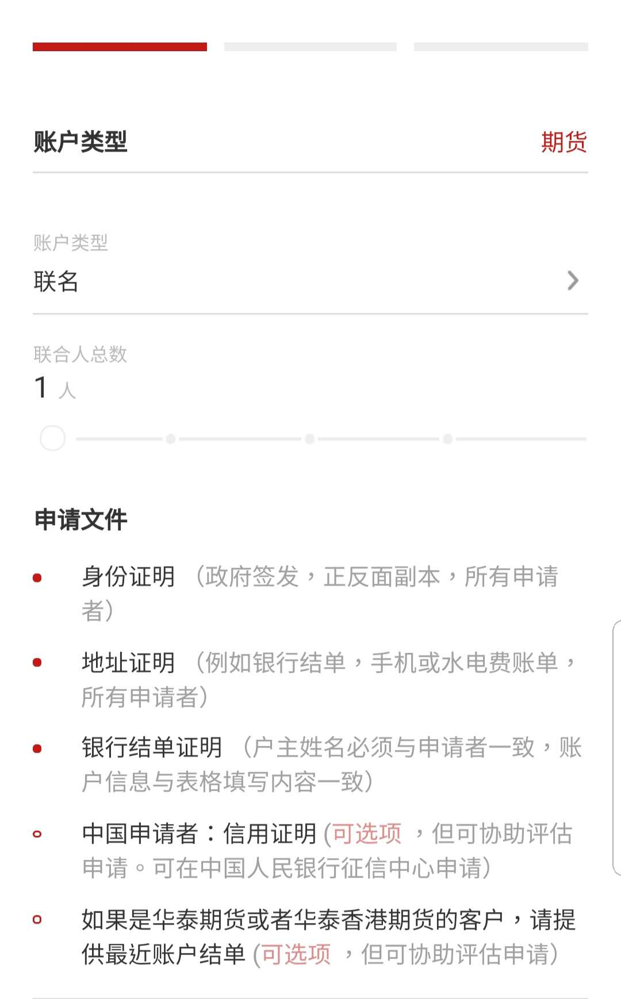 账户类型 期货
账户类型
联名
联合人总数
1 人
申请文件
身份证明 （政府签发，正反面副本，所有申请
者）
地址证明 （例如银行结单，手机或水电费账单，
所有申请者）
银行结单证明 （户主姓名必须与申请者一致，账
户信息与表格填写内容一致）
中国申请者：信用证明 (可选项 ，但可协助评估
申请。可在中国人民银行征信中心申请）
如果是华泰期货或者华泰香港期货的客户，请提
供最近账户结单 (可选项 ，但可协助评估申请）